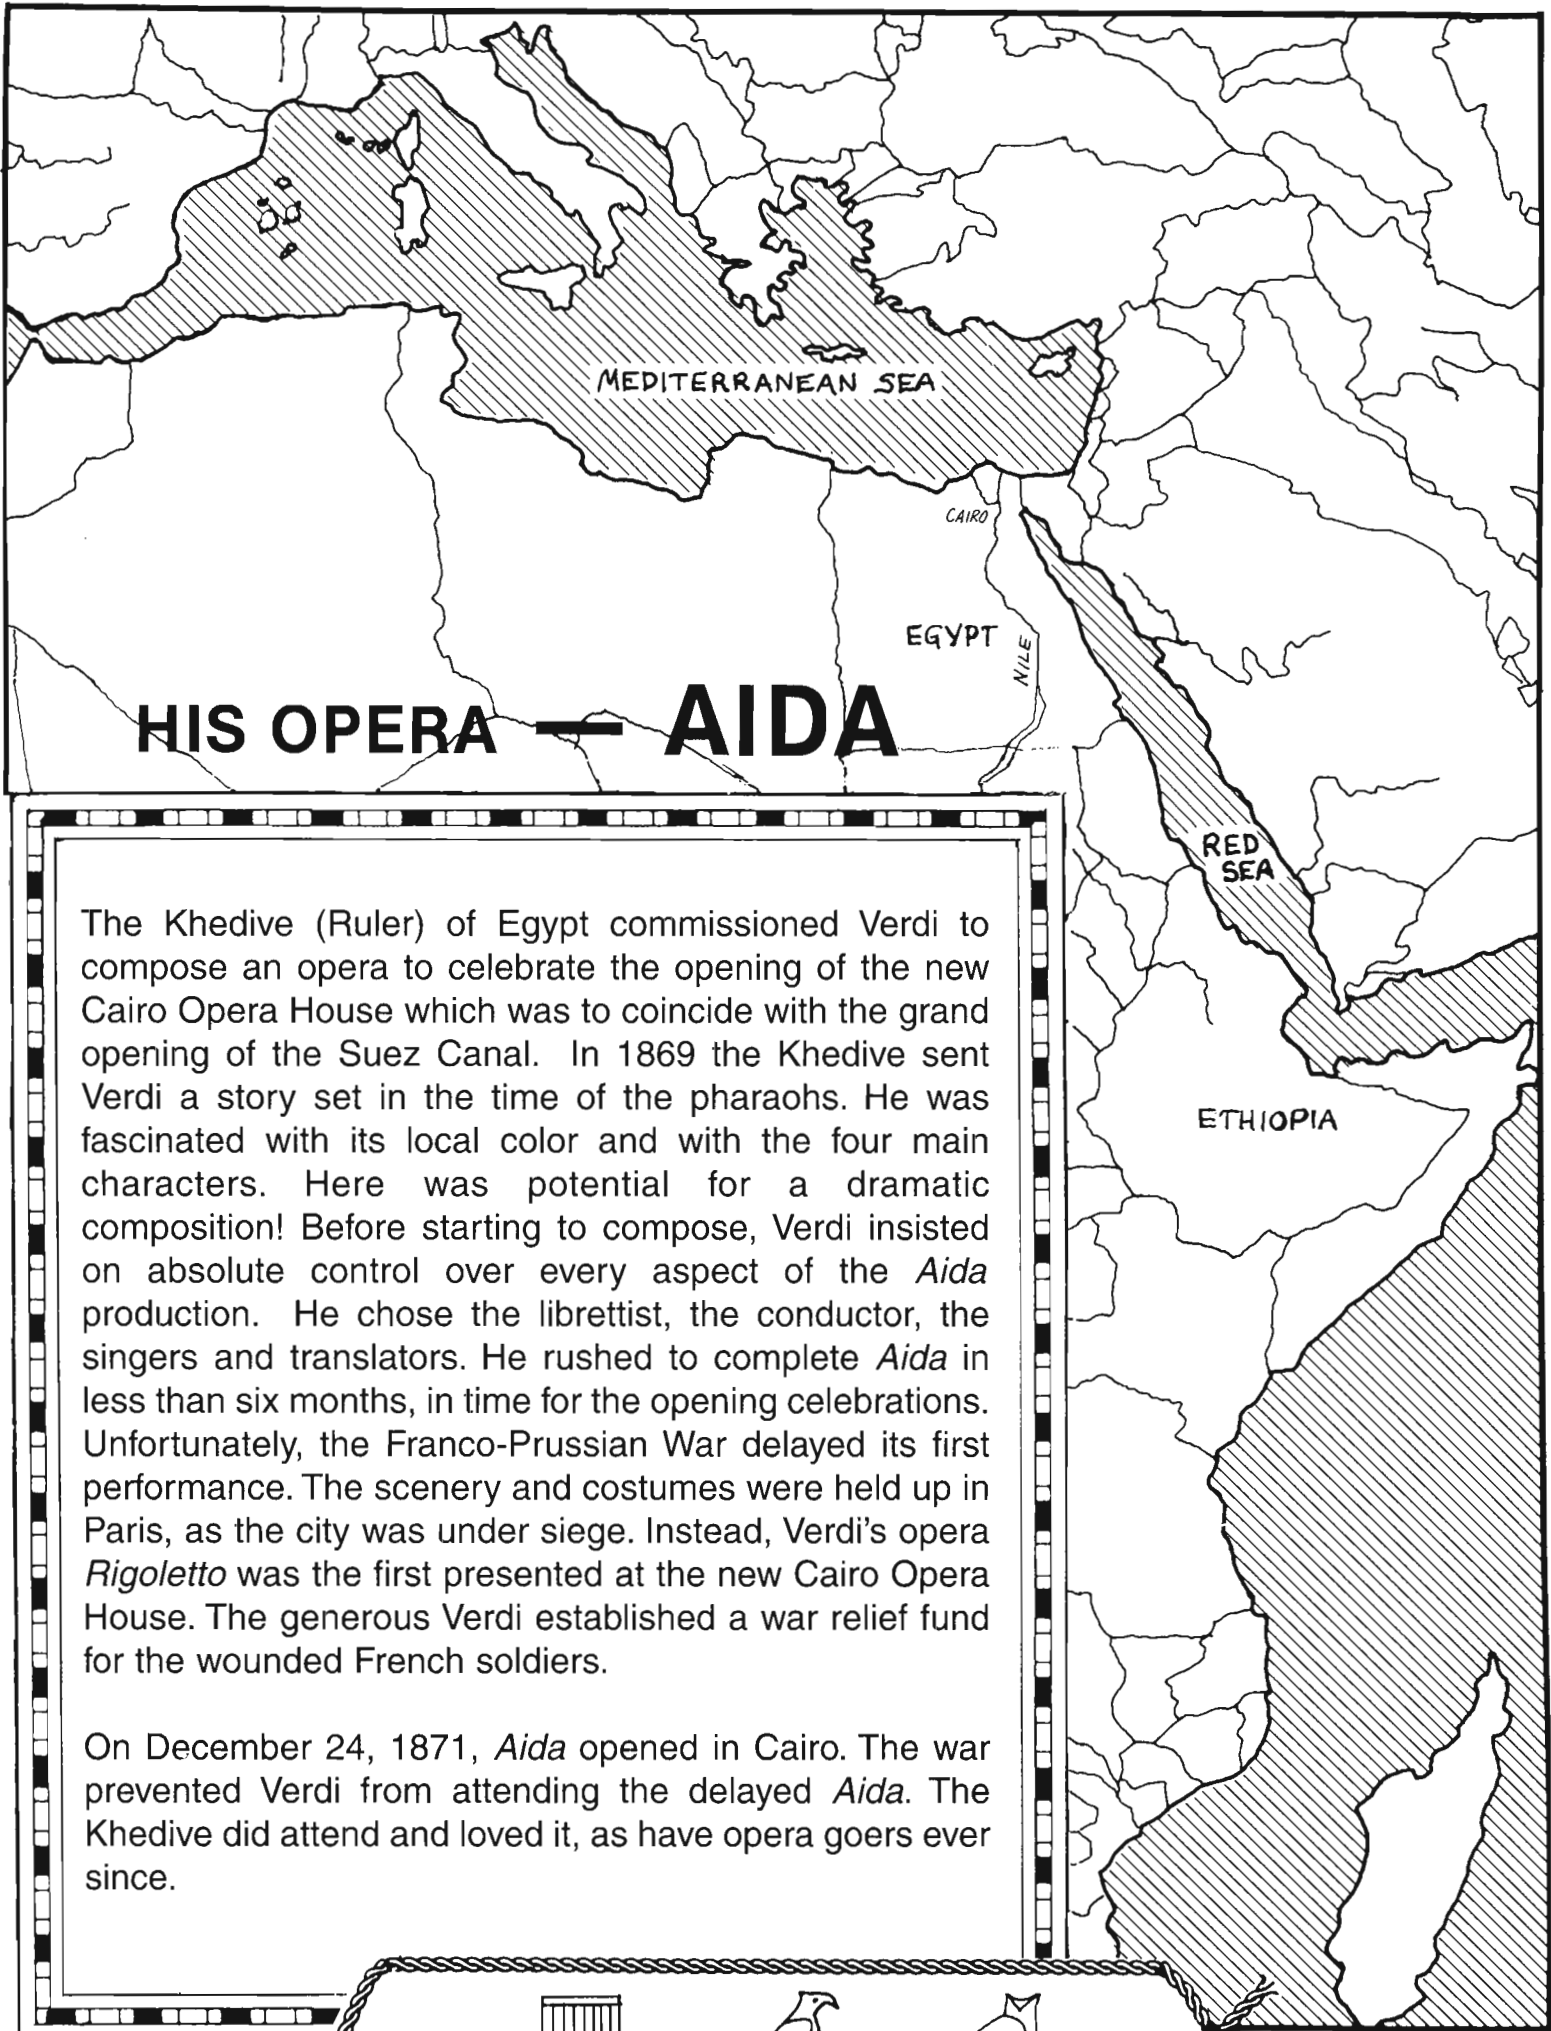 MEDITERRANEAN SEA
CAIRO
EGYPT
NILE
HIS OPERA — AIDA
RED
SEA
ETHIOPIA
The Khedive (Ruler) of Egypt commissioned Verdi to
compose an opera to celebrate the opening of the new
Cairo Opera House which was to coincide with the grand
opening of the Suez Canal. In 1869 the Khedive sent
Verdi a story set in the time of the pharaohs. He was
fascinated with its local color and with the four main
characters. Here was potential for a dramatic
composition! Before starting to compose, Verdi insisted
on absolute control over every aspect of the Aida
production. He chose the librettist, the conductor, the
singers and translators. He rushed to complete Aida in
less than six months, in time for the opening celebrations.
Unfortunately, the Franco-Prussian War delayed its first
performance. The scenery and costumes were held up in
Paris, as the city was under siege. Instead, Verdi's opera
Rigoletto was the first presented at the new Cairo Opera
House. The generous Verdi established a war relief fund
for the wounded French soldiers.
On December 24, 1871, Aida opened in Cairo. The war
prevented Verdi from attending the delayed Aida. The
Khedive did attend and loved it, as have opera goers ever
since.